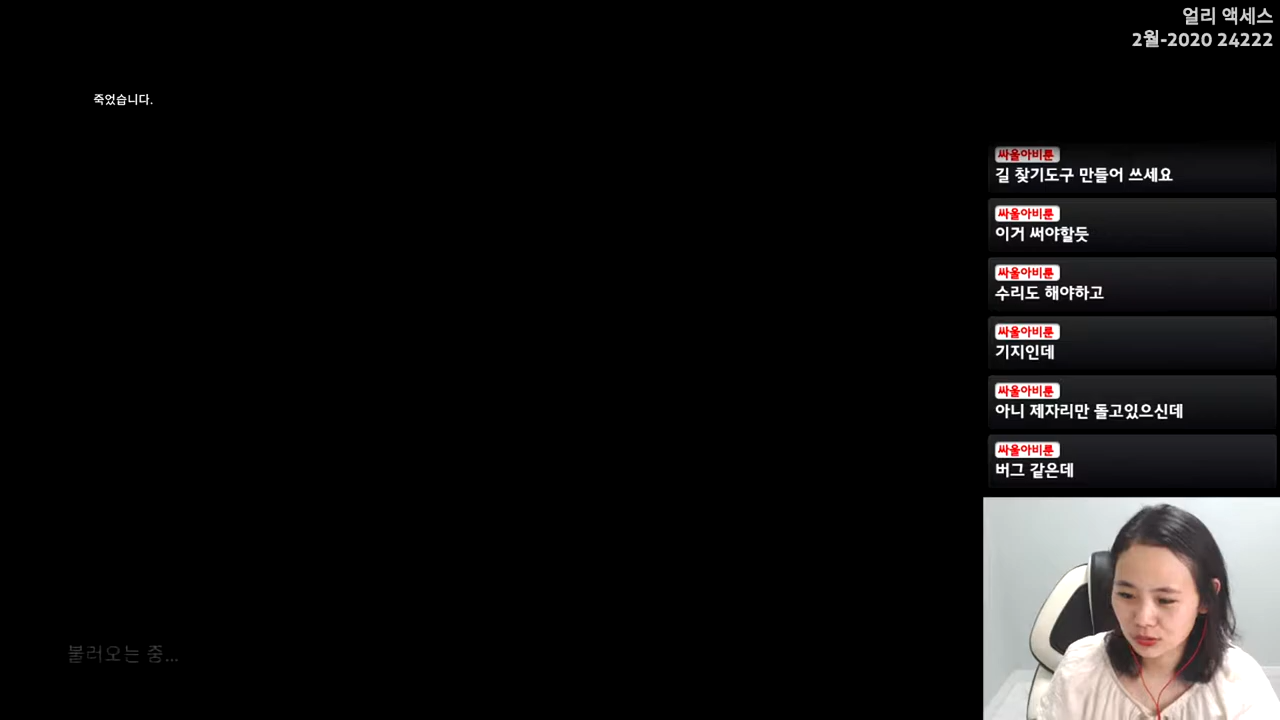 얼리 액세스
2월-2020 24222
죽었습니다.
싸울아비룬
길 찾기도구 만들어 쓰세요
싸울아비룬
이거 써야할듯
싸울아비룬
수리도 해야하고
싸울아비룬
기지인데
싸울아비룬
아니 제자리만 돌고있으신데
싸울아비룬
버그 같은데
불러오는 중...